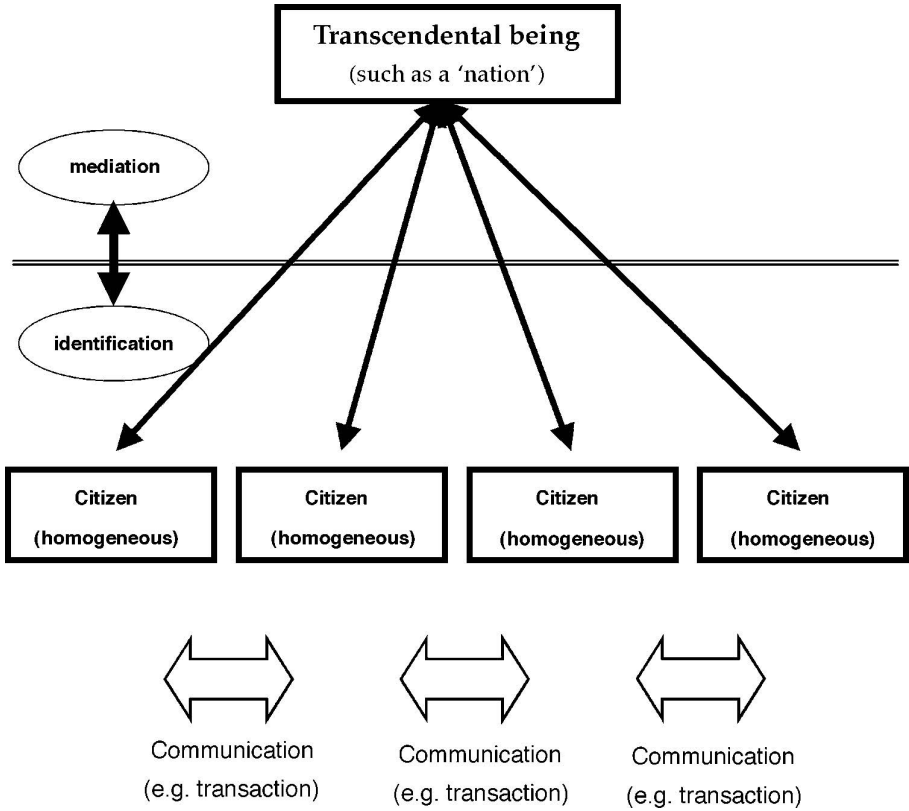 Transcendental being
(such as a ‘nation’)
mediation
identification
Citizen
(homogeneous)
Citizen
(homogeneous)
Citizen
(homogeneous)
Citizen
(homogeneous)
Communication
(e.g. transaction)
Communication
(e.g. transaction)
Communication
(e.g. transaction)